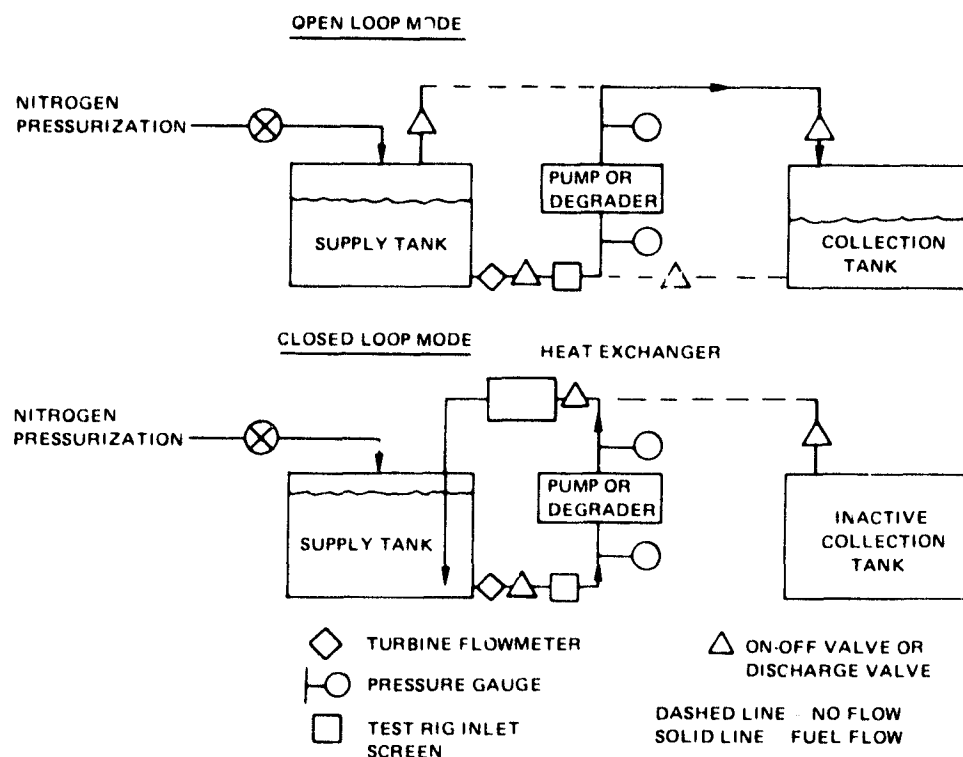 OPEN LOOP MODE
NITROGEN
PRESSURIZATION
PUMP OR
DEGRADER
SUPPLY TANK
COLLECTION
TANK
CLOSED LOOP MODE
HEAT EXCHANGER
NITROGEN
PRESSURIZATION
PUMP OR
DEGRADER
SUPPLY TANK
INACTIVE
COLLECTION
TANK
TURBINE FLOWMETER
PRESSURE GAUGE
TEST RIG INLET
SCREEN
ON-OFF VALVE OR
DISCHARGE VALVE
DASHED LINE - NO FLOW
SOLID LINE FUEL FLOW